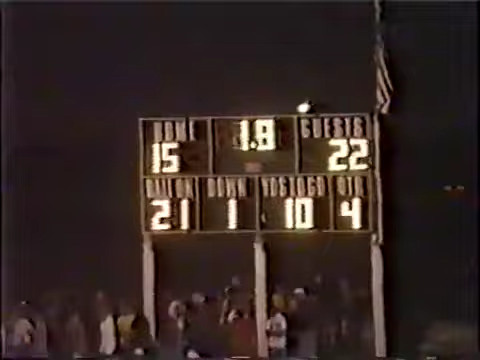 HOME 1.9 GUESTS
15 22
BALL ON DOWN YDS TO GO QTR
21 1 10 4